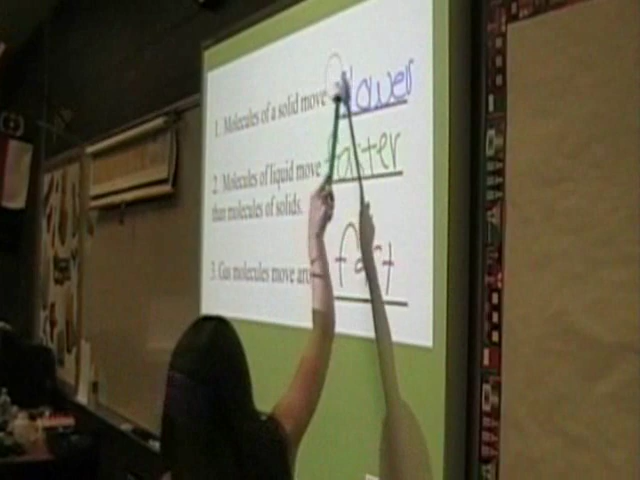 1. Molecules of a solid move slower
2. Molecules of liquid move faster
than molecules of solids.
3. Gas molecules move are fast